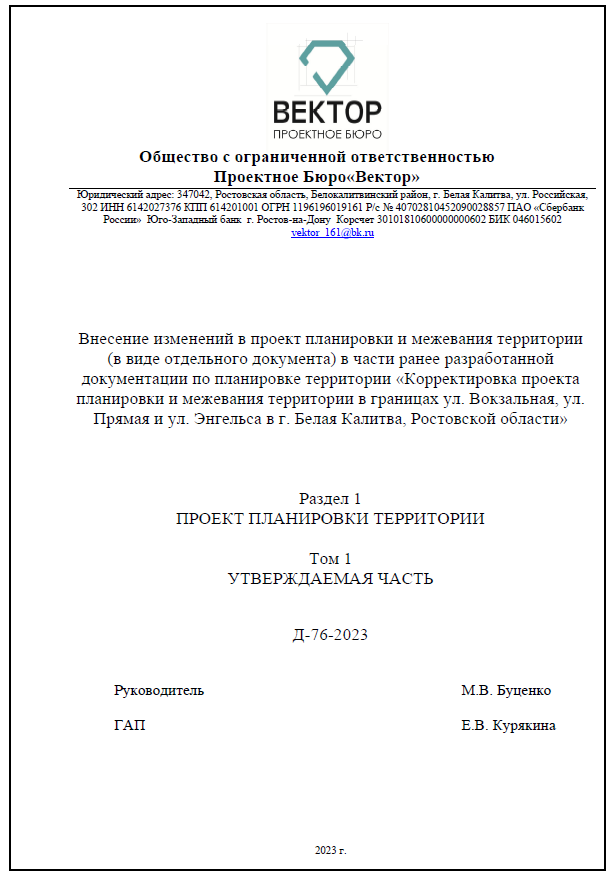 ВЕКТОР
ПРОЕКТНОЕ БЮРО
Общество с ограниченной ответственностью
Проектное Бюро«Вектор»
Юридический адрес: 347042, Ростовская область, Белокалитвинский район, г. Белая Калитва, ул. Российская,
302 ИНН 6142027376 КПП 614201001 ОГРН 1196196019161 Р/с № 40702810452090028857 ПАО «Сбербанк
России» Юго-Западный банк г. Ростов-на-Дону Корсчет 30101810600000000602 БИК 046015602
vektor_161@bk.ru
Внесение изменений в проект планировки и межевания территории
(в виде отдельного документа) в части ранее разработанной
документации по планировке территории «Корректировка проекта
планировки и межевания территории в границах ул. Вокзальная, ул.
Прямая и ул. Энгельса в г. Белая Калитва, Ростовской области»
Раздел 1
ПРОЕКТ ПЛАНИРОВКИ ТЕРРИТОРИИ
Том 1
УТВЕРЖДАЕМАЯ ЧАСТЬ
Д-76-2023
Руководитель М.В. Буценко
ГАП Е.В. Курякина
2023 г.